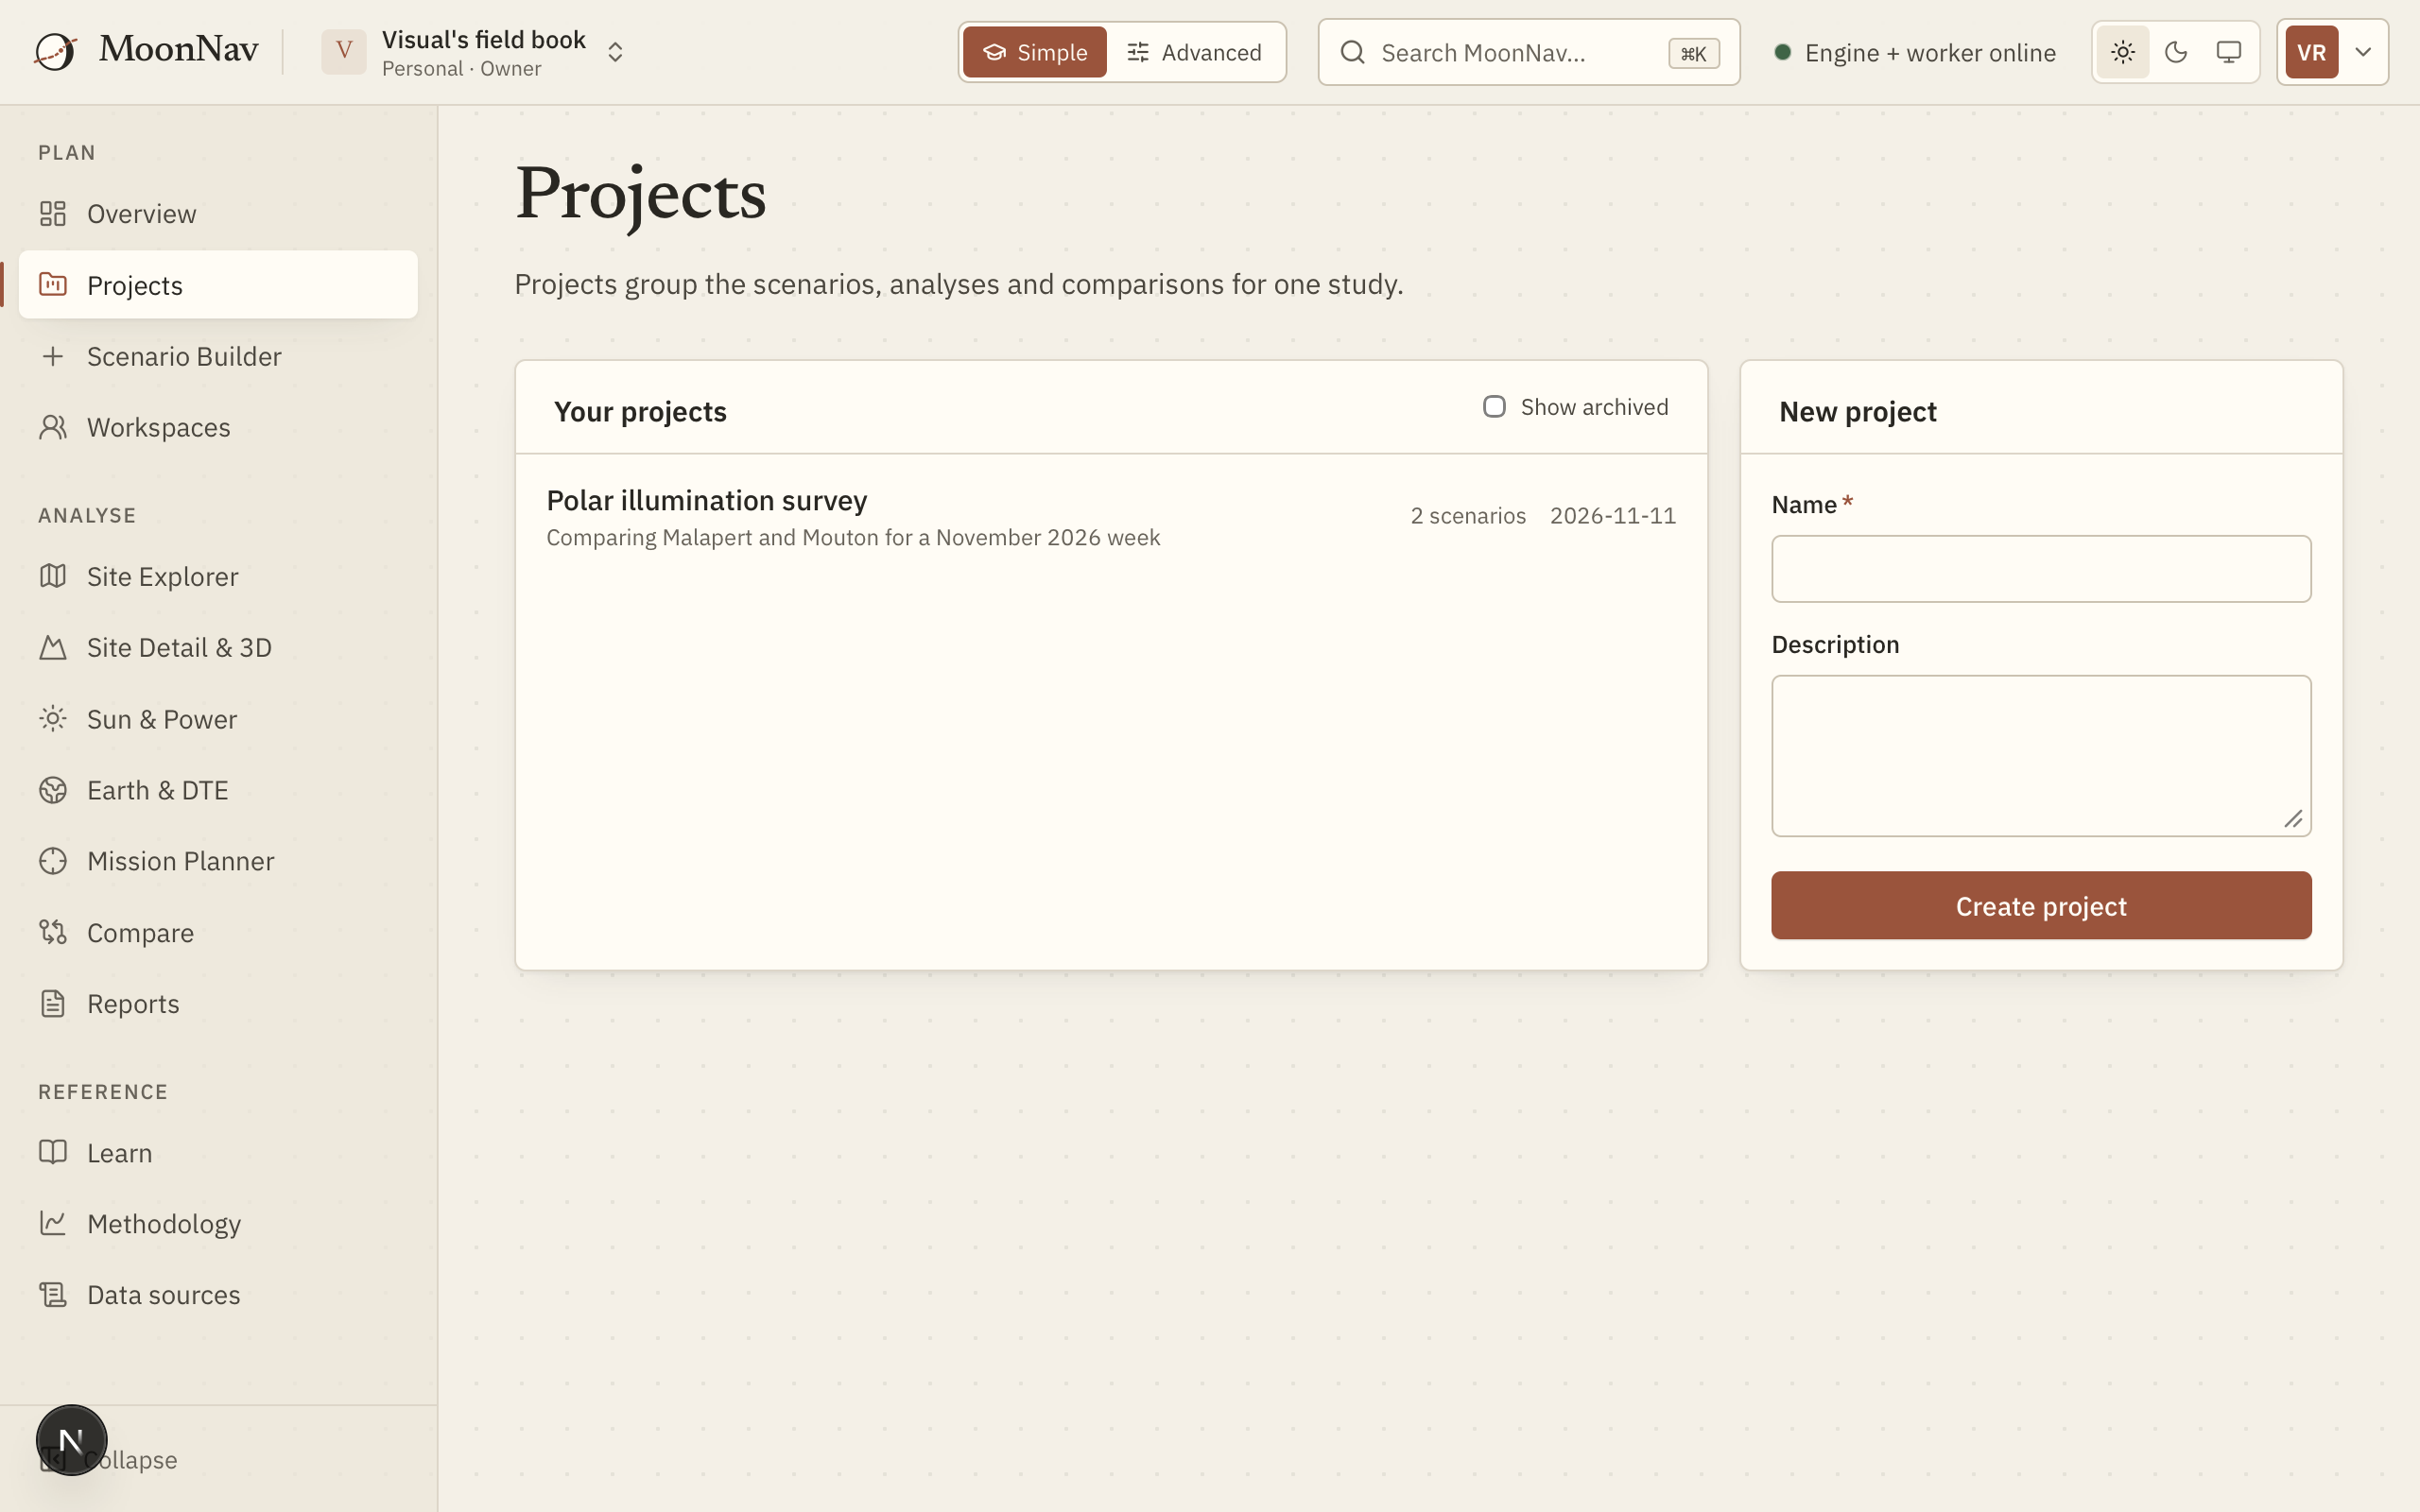 MoonNav
V
Visual's field book
Personal · Owner
Simple
Advanced
Search MoonNav...
⌘K
Engine + worker online
VR
PLAN
Overview
Projects
Scenario Builder
Workspaces
ANALYSE
Site Explorer
Site Detail & 3D
Sun & Power
Earth & DTE
Mission Planner
Compare
Reports
REFERENCE
Learn
Methodology
Data sources
N
Collapse
Projects
Projects group the scenarios, analyses and comparisons for one study.
Your projects
Show archived
Polar illumination survey
Comparing Malapert and Mouton for a November 2026 week
2 scenarios 2026-11-11
New project
Name *
Description
Create project